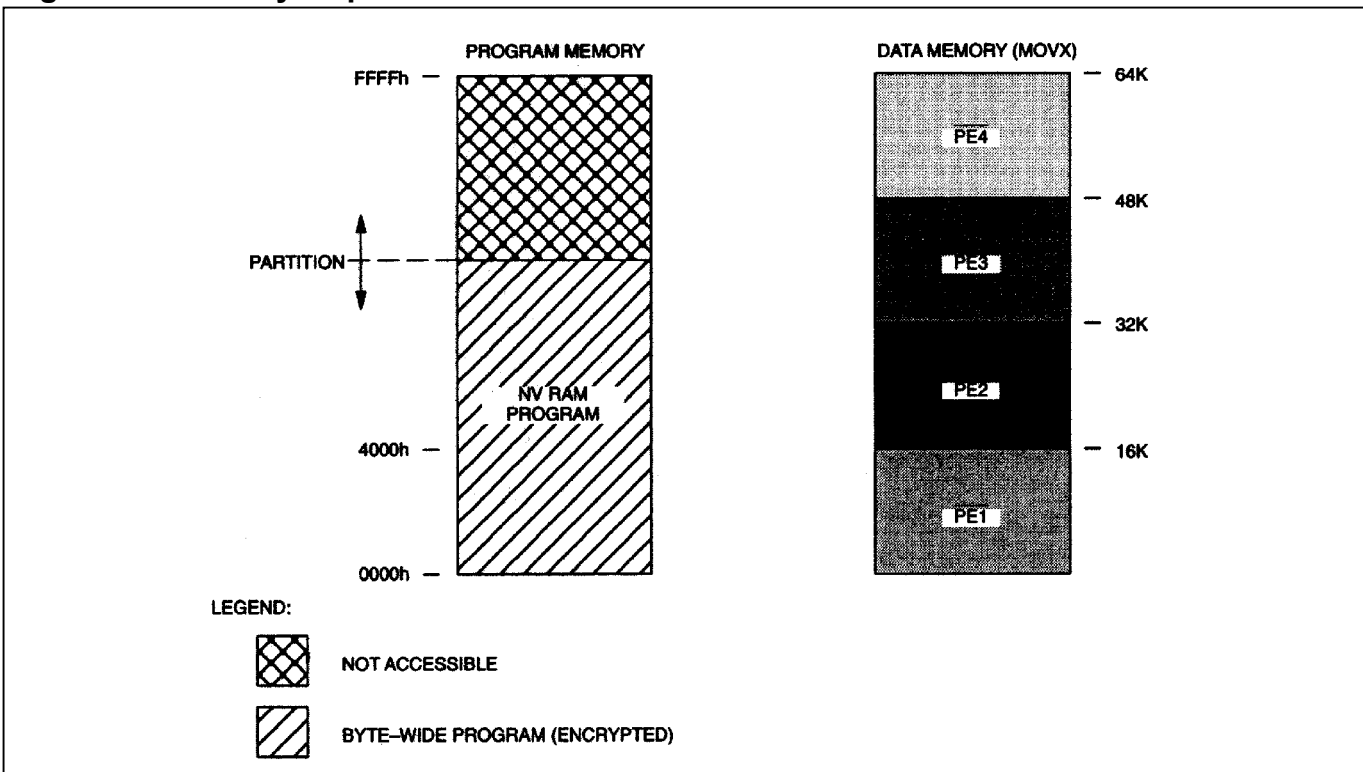 PROGRAM MEMORY
DATA MEMORY (MOVX)
FFFFh
64K
PE4
48K
PARTITION
PE3
32K
NV RAM
PROGRAM
PE2
4000h
16K
PE1
0000h
LEGEND:
NOT ACCESSIBLE
BYTE–WIDE PROGRAM (ENCRYPTED)